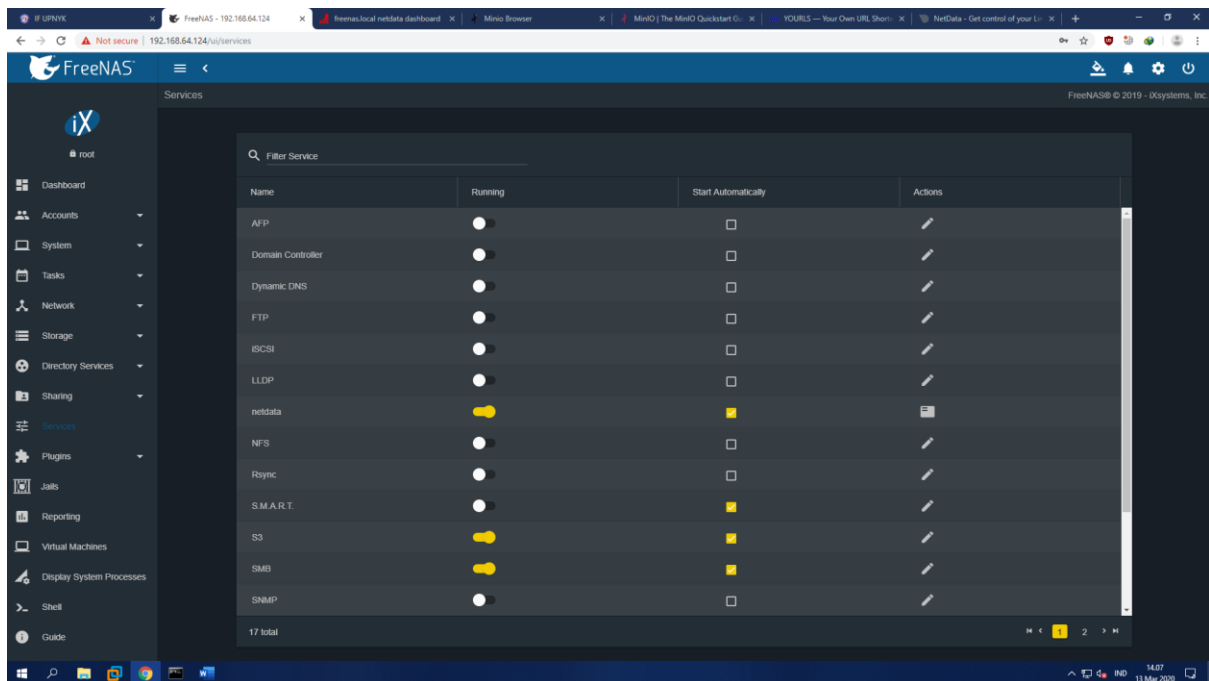 IF UPNYK
FreeNAS - 192.168.64.124
freenas.local netdata dashboard
Minio Browser
MinIO | The MinIO Quickstart Gu
YOURLS — Your Own URL Short
NetData - Get control of your Li
Not secure | 192.168.64.124/ui/services
FreeNAS®
Services
FreeNAS® © 2019 - iXsystems, Inc.
iX
root
Dashboard
Accounts
System
Tasks
Network
Storage
Directory Services
Sharing
Services
Plugins
Jails
Reporting
Virtual Machines
Display System Processes
Shell
Guide
Filter Service
Name Running Start Automatically Actions
AFP
Domain Controller
Dynamic DNS
FTP
iSCSI
LLDP
netdata
NFS
Rsync
S.M.A.R.T.
S3
SMB
SNMP
17 total
1 2
IND
14.07
13 Mar 2020